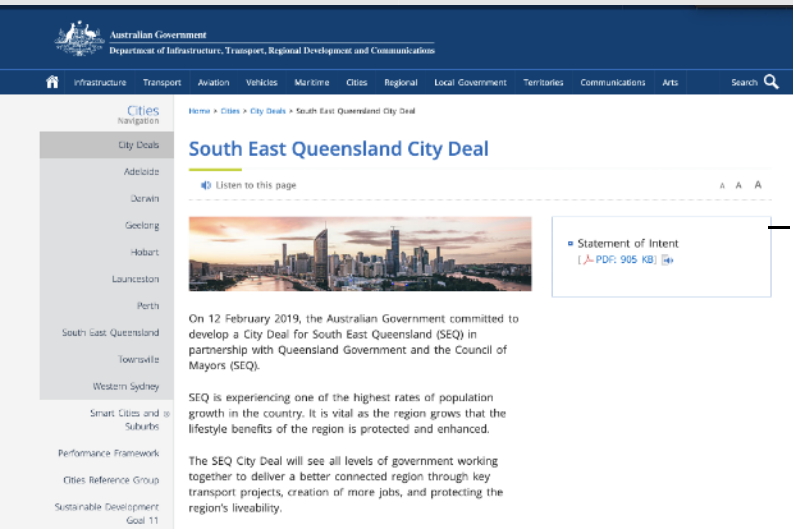 Australian Government
Department of Infrastructure, Transport, Regional Development and Communications
Infrastructure Transport Aviation Vehicles Maritime Cities Regional Local Government Territories Communications Arts Search
Cities
Navigation
City Deals
Adelaide
Darwin
Geelong
Hobart
Launceston
Perth
South East Queensland
Townsville
Western Sydney
Smart Cities and
Suburbs
Performance Framework
Cities Reference Group
Sustainable Development
Goal 11
Home > Cities > City Deals > South East Queensland City Deal
South East Queensland City Deal
Listen to this page
A A A
Statement of Intent
[ PDF: 905 KB]
On 12 February 2019, the Australian Government committed to
develop a City Deal for South East Queensland (SEQ) in
partnership with Queensland Government and the Council of
Mayors (SEQ).
SEQ is experiencing one of the highest rates of population
growth in the country. It is vital as the region grows that the
lifestyle benefits of the region is protected and enhanced.
The SEQ City Deal will see all levels of government working
together to deliver a better connected region through key
transport projects, creation of more jobs, and protecting the
region's liveability.